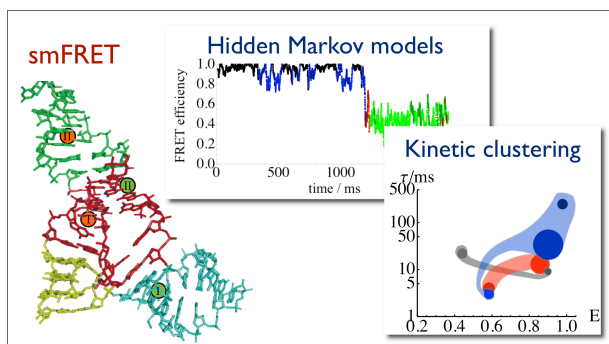 smFRET
II
II
I
I
Hidden Markov models
FRET efficiency
1.0
0.8
0.6
0.4
0.2
0.0
0 500 1000
time / ms
Kinetic clustering
τ/ms
500
100
50
10
5
1
0.2 0.4 0.6 0.8 1.0 E